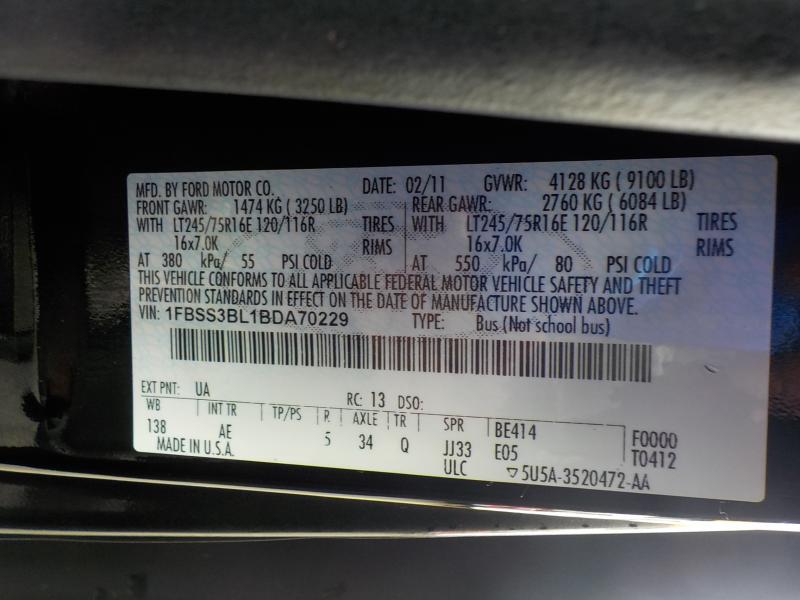 MFD. BY FORD MOTOR CO. DATE: 02/11 GVWR: 4128 KG ( 9100 LB)
FRONT GAWR: 1474 KG ( 3250 LB) REAR GAWR: 2760 KG ( 6084 LB)
WITH LT245/75R16E 120/116R TIRES WITH LT245/75R16E 120/116R TIRES
16x7.0K RIMS 16x7.0K RIMS
AT 380 kPa/ 55 PSI COLD AT 550 kPa/ 80 PSI COLD
THIS VEHICLE CONFORMS TO ALL APPLICABLE FEDERAL MOTOR VEHICLE SAFETY AND THEFT
PREVENTION STANDARDS IN EFFECT ON THE DATE OF MANUFACTURE SHOWN ABOVE.
VIN: 1FBSS3BL1BDA70229 TYPE: Bus (Not school bus)
EXT PNT: UA RC: 13 DSO:
WB INT TR TP/PS R AXLE TR SPR BE414 F0000
138 AE 5 34 Q JJ33 E05 T0412
MADE IN U.S.A. ULC ▽5U5A-3520472-AA